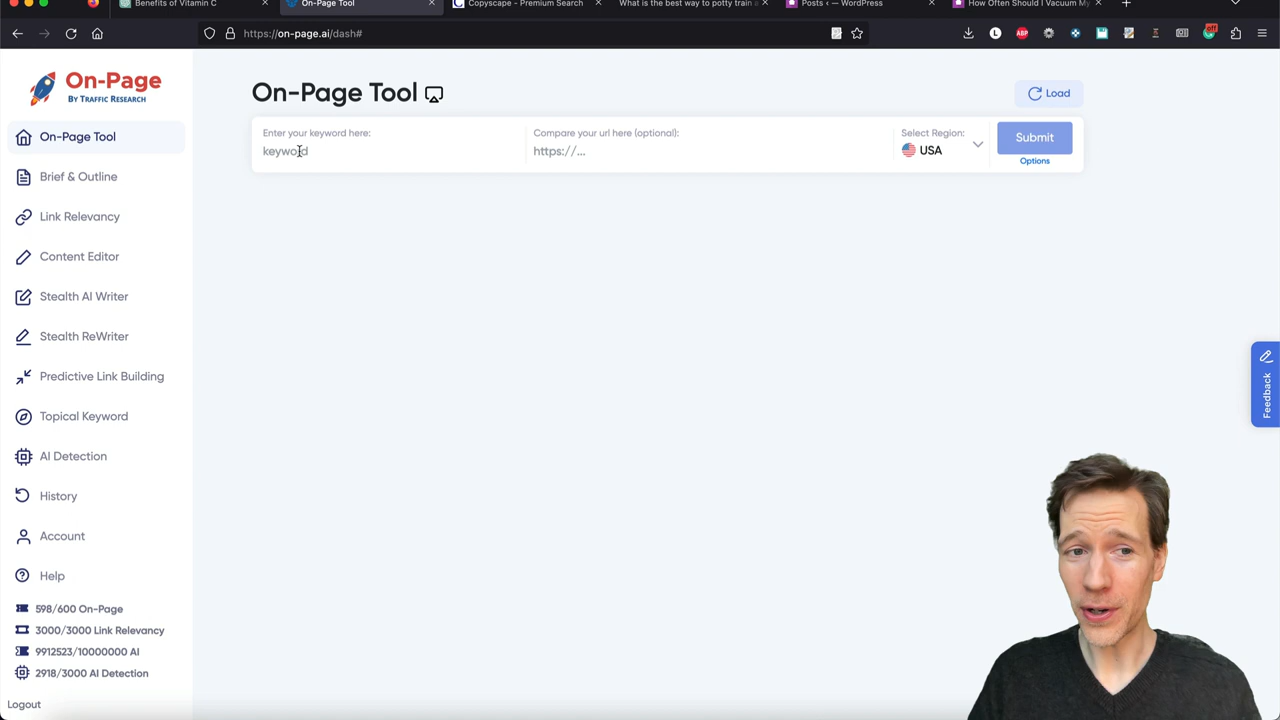 Benefits of Vitamin C
On-Page Tool
Copyscape - Premium Search
What is the best way to potty train a
Posts ‹ — WordPress
How Often Should I Vacuum My
https://on-page.ai/dash#
L
ABP
off
On-Page
BY TRAFFIC RESEARCH
On-Page Tool
Load
Enter your keyword here:
Compare your url here (optional):
Select Region:
keyword
https://...
USA
Submit
Options
On-Page Tool
Brief & Outline
Link Relevancy
Content Editor
Stealth AI Writer
Stealth ReWriter
Predictive Link Building
Topical Keyword
AI Detection
History
Account
Help
598/600 On-Page
3000/3000 Link Relevancy
9912523/10000000 AI
2918/3000 AI Detection
Logout
Feedback